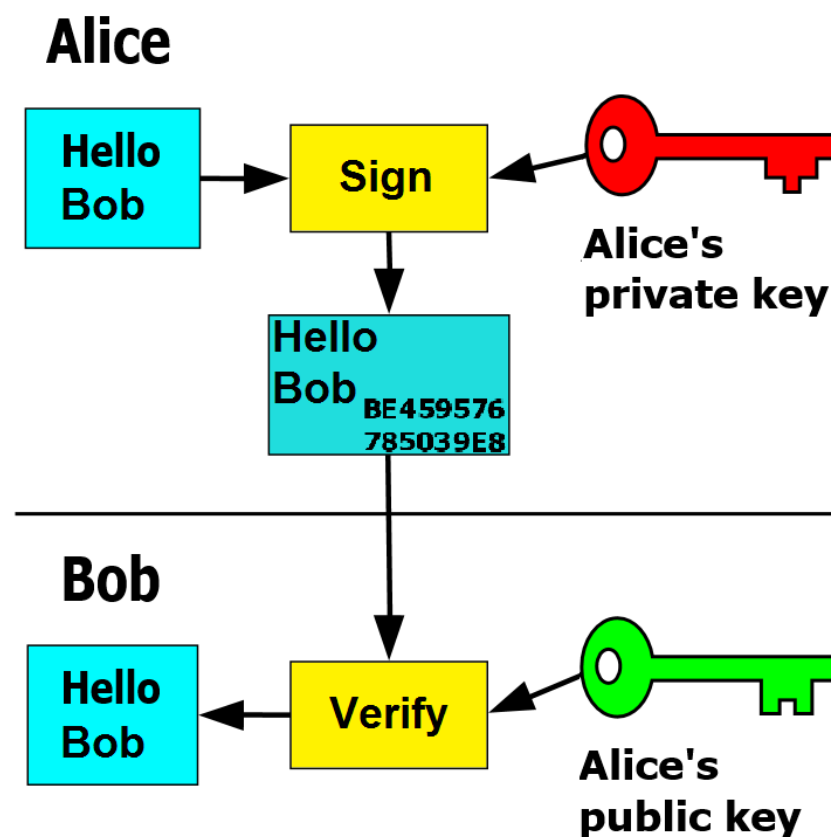 Alice
Hello
Bob
Sign
Alice's
private key
Hello
Bob
BE459576
785039E8
Bob
Hello
Bob
Verify
Alice's
public key